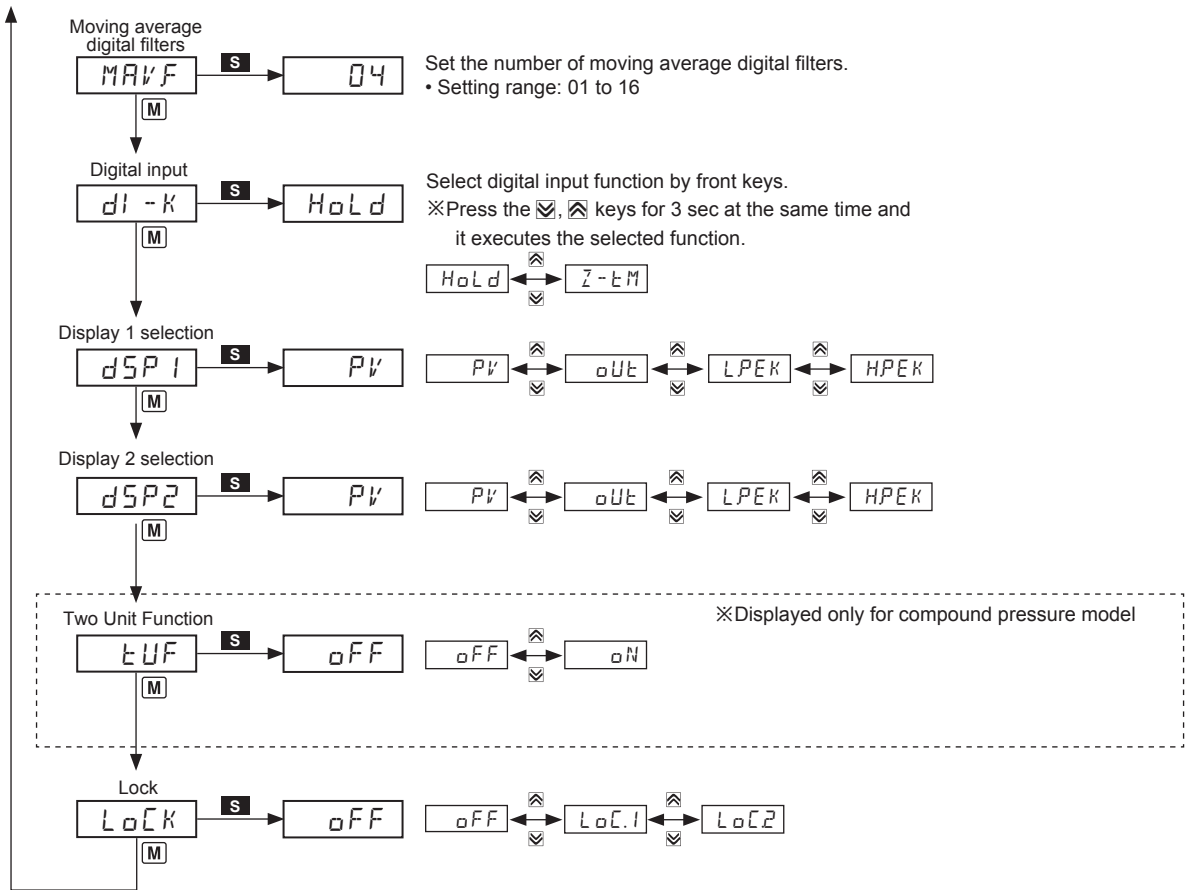 Moving average
digital filters
MAVF S 04
Set the number of moving average digital filters.
• Setting range: 01 to 16
M
Digital input
dI-K S HoLd
Select digital input function by front keys.
※Press the , keys for 3 sec at the same time and
it executes the selected function.
M
HoLd Z-tM
Display 1 selection
dSP1 S PV PV oUt LPEK HPEK
M
Display 2 selection
dSP2 S PV PV oUt L.PEK H.PEK
M
Two Unit Function
※Displayed only for compound pressure model
tUF S oFF oFF oN
M
Lock
LoCK S oFF oFF LoC.1 LoC.2
M